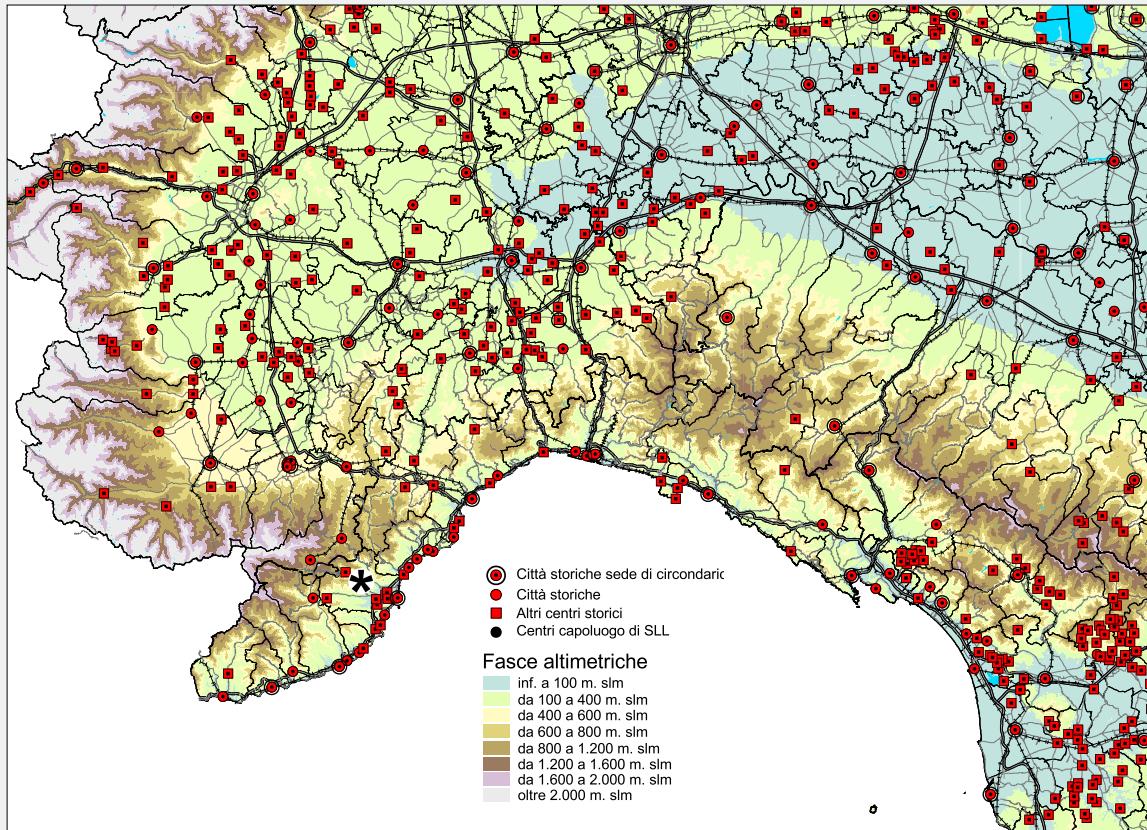 *
Città storiche sede di circondaric
Città storiche
Altri centri storici
Centri capoluogo di SLL
Fasce altimetriche
inf. a 100 m. slm
da 100 a 400 m. slm
da 400 a 600 m. slm
da 600 a 800 m. slm
da 800 a 1.200 m. slm
da 1.200 a 1.600 m. slm
da 1.600 a 2.000 m. slm
oltre 2.000 m. slm